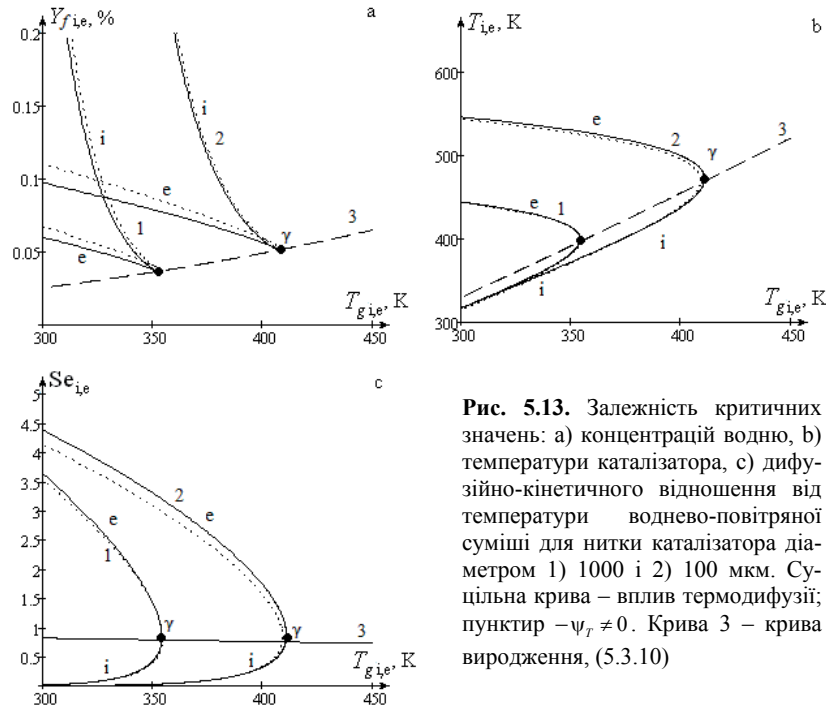 Y_{f i,e}, %
a
0.2
0.15
0.1
0.05
0
i
i
2
e
1
e
γ
3
300
350
400
450
T_{g i,e}, K
T_{i,e}, K
b
600
500
400
300
e
2
3
γ
e
1
i
i
300
350
400
450
T_{g i,e}, K
Se_{i,e}
c
5
4.5
4
3.5
3
2.5
2
1.5
1
0.5
0
2
e
e
1
γ
γ
3
i
i
300
350
400
450
T_{g i,e}, K
Рис. 5.13. Залежність критичних
значень: a) концентрацій водню, b)
температури каталізатора, c) дифу-
зійно-кінетичного відношення від
температури воднево-повітряної
суміші для нитки каталізатора діа-
метром 1) 1000 і 2) 100 мкм. Су-
цільна крива – вплив термодифузії;
пунктир −ψ_T ≠ 0. Крива 3 – крива
виродження, (5.3.10)